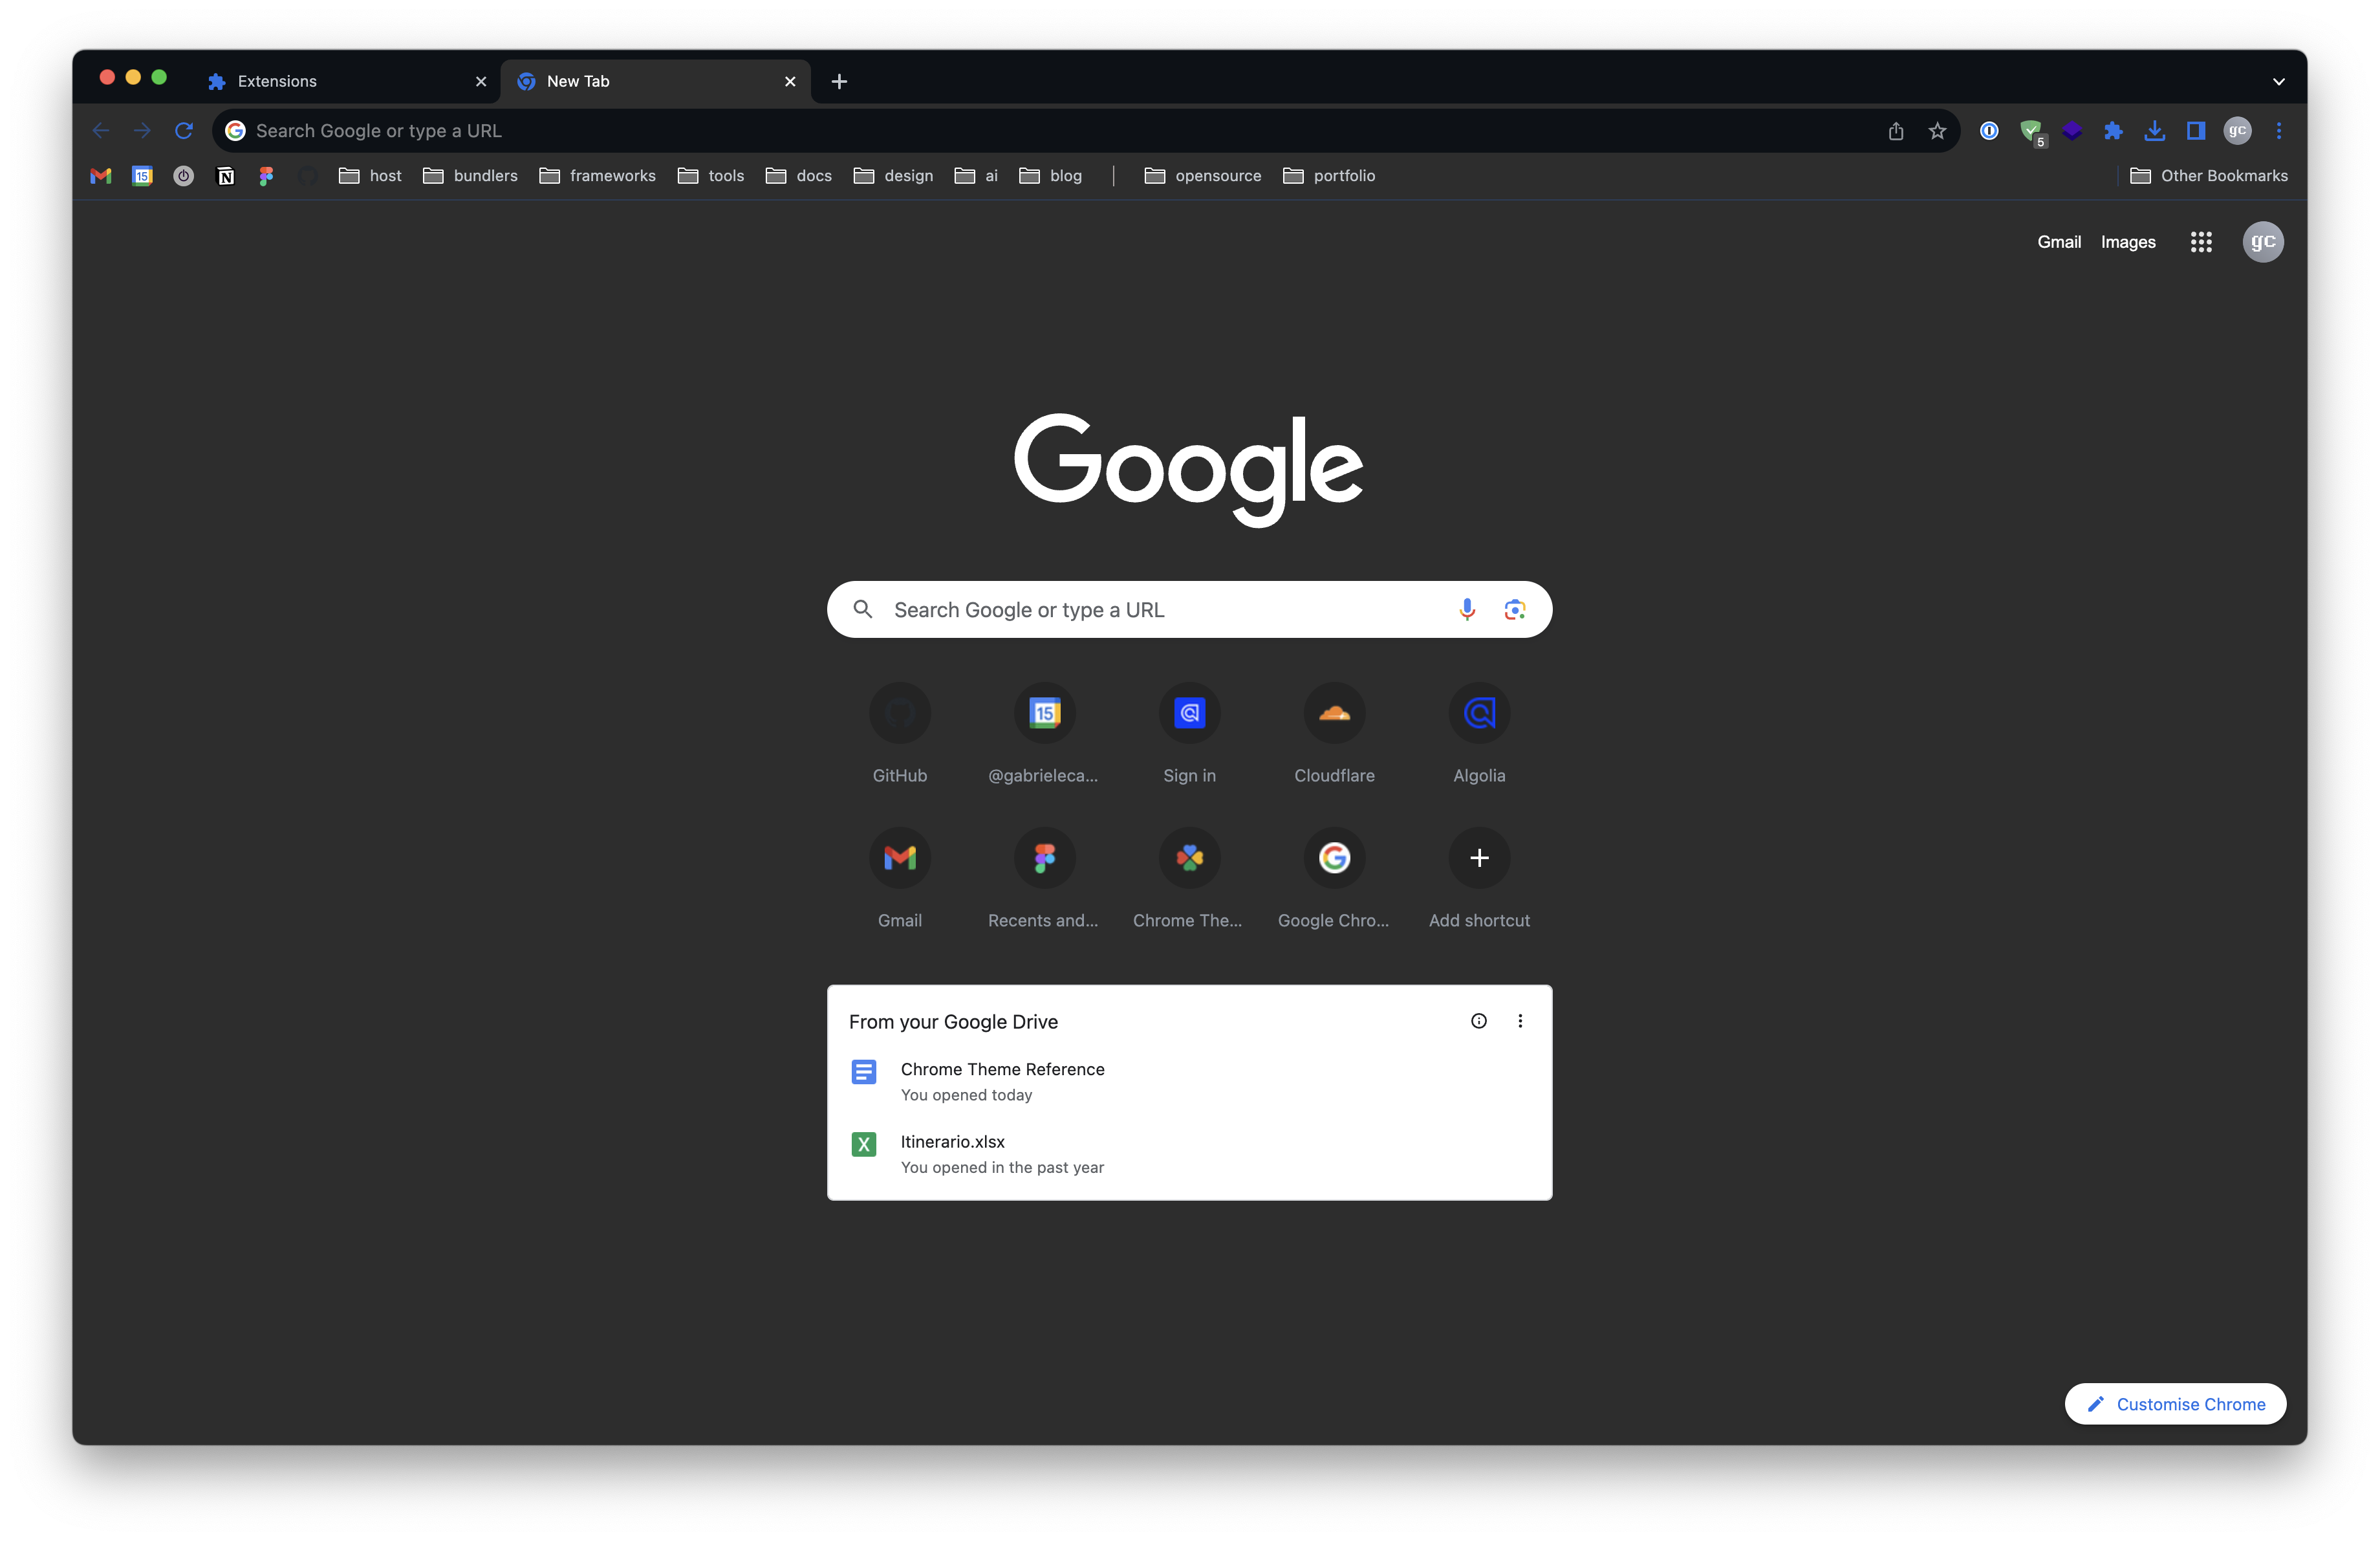 Extensions
New Tab
Search Google or type a URL
5
gc
15
host
bundlers
frameworks
tools
docs
design
ai
blog
opensource
portfolio
Other Bookmarks
Gmail
Images
gc
Google
Search Google or type a URL
15
GitHub
@gabrieleca...
Sign in
Cloudflare
Algolia
Gmail
Recents and...
Chrome The...
Google Chro...
Add shortcut
From your Google Drive
Chrome Theme Reference
You opened today
X
Itinerario.xlsx
You opened in the past year
Customise Chrome